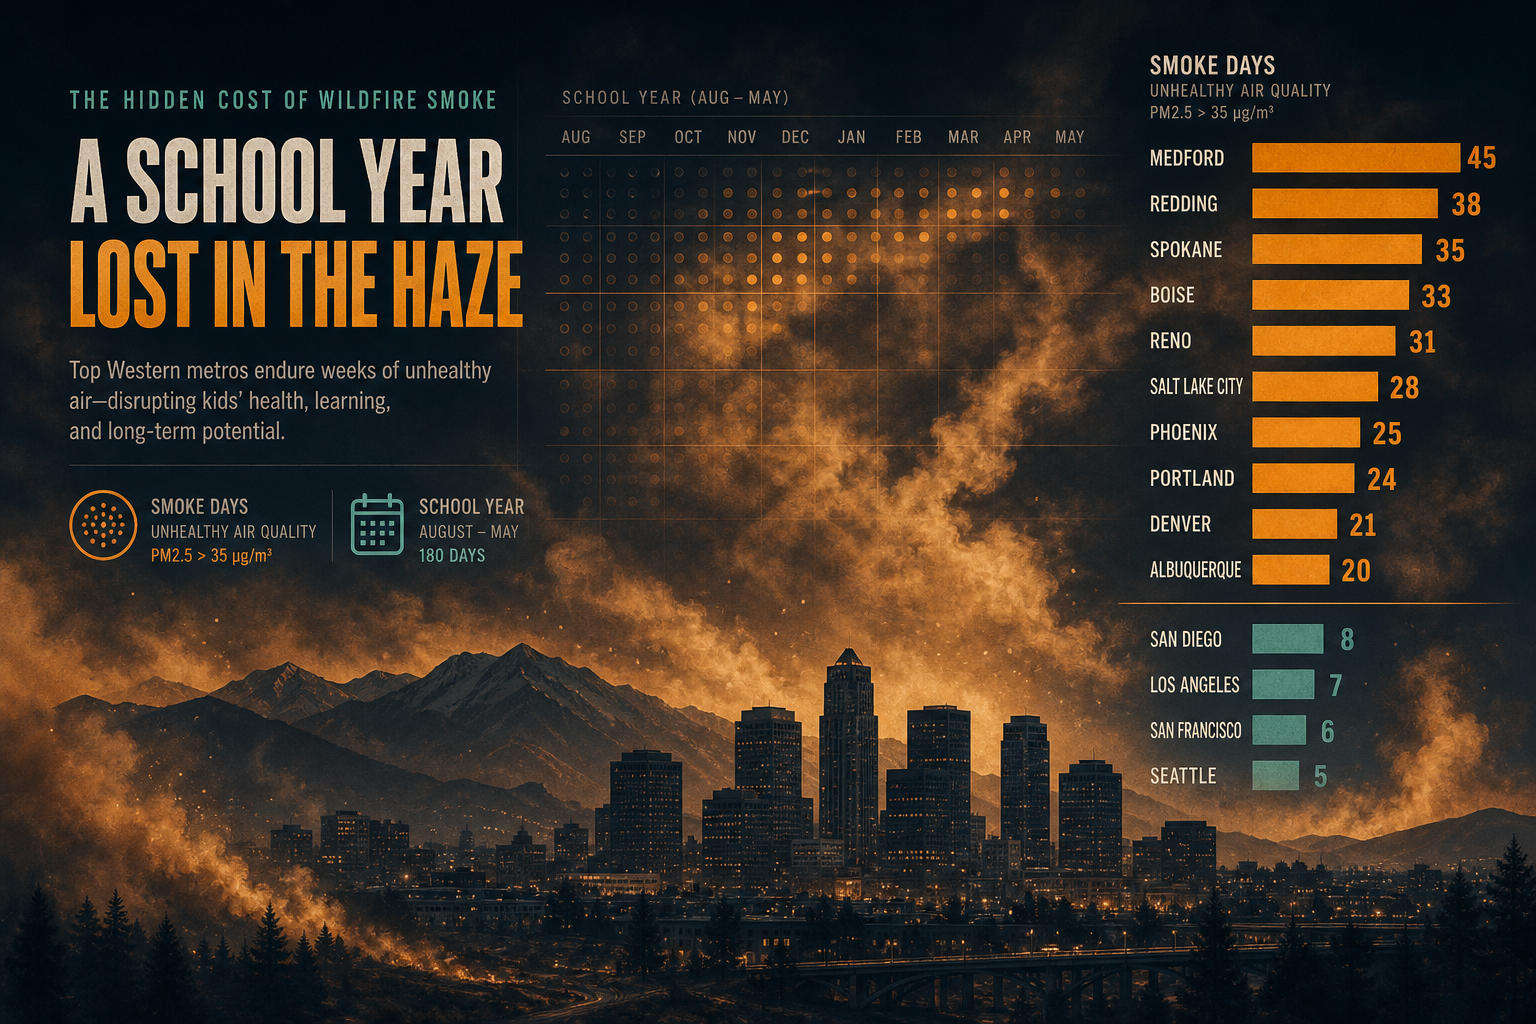 THE HIDDEN COST OF WILDFIRE SMOKE
A SCHOOL YEAR
LOST IN THE HAZE
Top Western metros endure weeks of unhealthy
air—disrupting kids’ health, learning,
and long-term potential.
SMOKE DAYS
UNHEALTHY AIR QUALITY
PM2.5 > 35 µg/m³
SCHOOL YEAR
AUGUST – MAY
180 DAYS
SCHOOL YEAR (AUG – MAY)
AUG SEP OCT NOV DEC JAN FEB MAR APR MAY
SMOKE DAYS
UNHEALTHY AIR QUALITY
PM2.5 > 35 µg/m³
MEDFORD 45
REDDING 38
SPOKANE 35
BOISE 33
RENO 31
SALT LAKE CITY 28
PHOENIX 25
PORTLAND 24
DENVER 21
ALBUQUERQUE 20
SAN DIEGO 8
LOS ANGELES 7
SAN FRANCISCO 6
SEATTLE 5